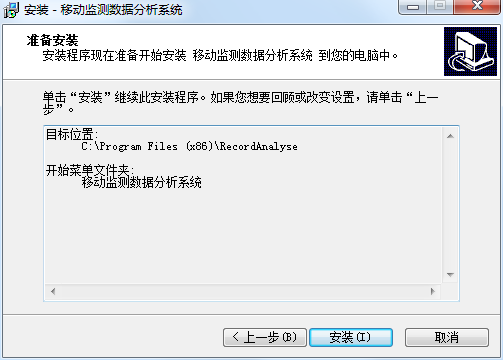 安装 - 移动监测数据分析系统
准备安装
安装程序现在准备开始安装 移动监测数据分析系统 到您的电脑中。
单击“安装”继续此安装程序。如果您想要回顾或改变设置，请单击“上一
步”。
目标位置:
C:\Program Files (x86)\RecordAnalyse
开始菜单文件夹:
移动监测数据分析系统
< 上一步(B)
安装(I)
取消